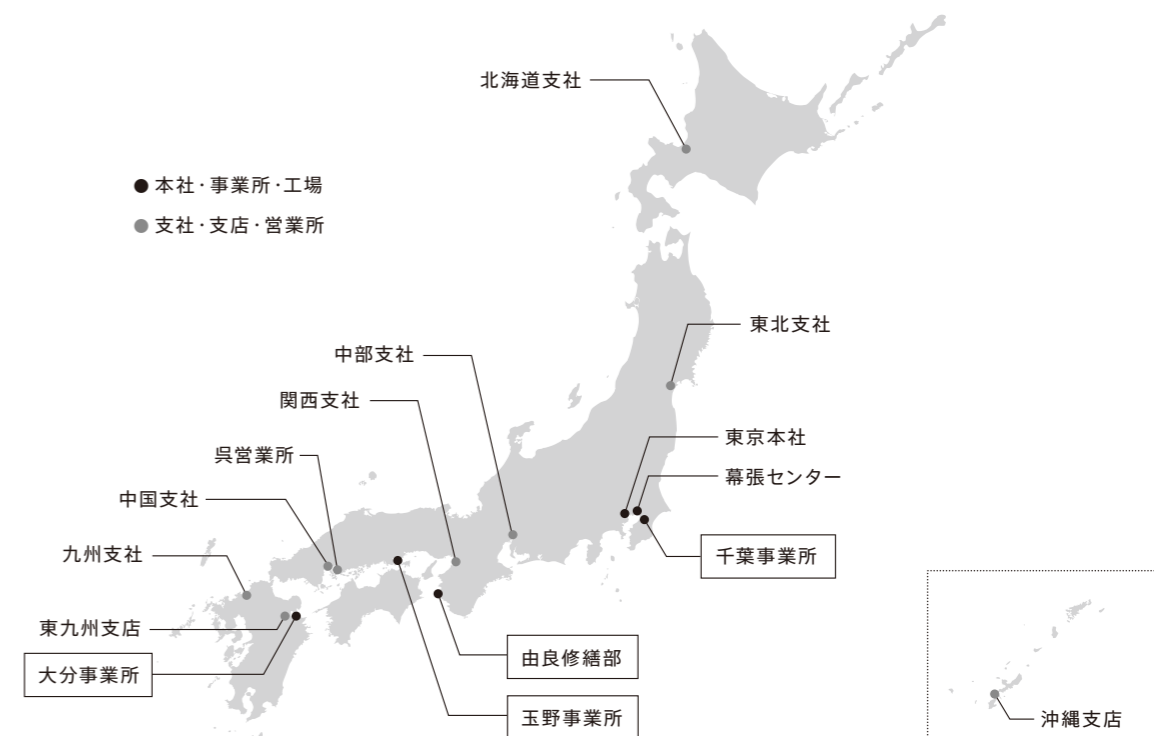 北海道支社
●本社・事業所・工場
●支社・支店・営業所
東北支社
中部支社
関西支社
東京本社
呉営業所
幕張センター
中国支社
九州支社
千葉事業所
東九州支店
大分事業所
由良修繕部
玉野事業所
沖縄支店